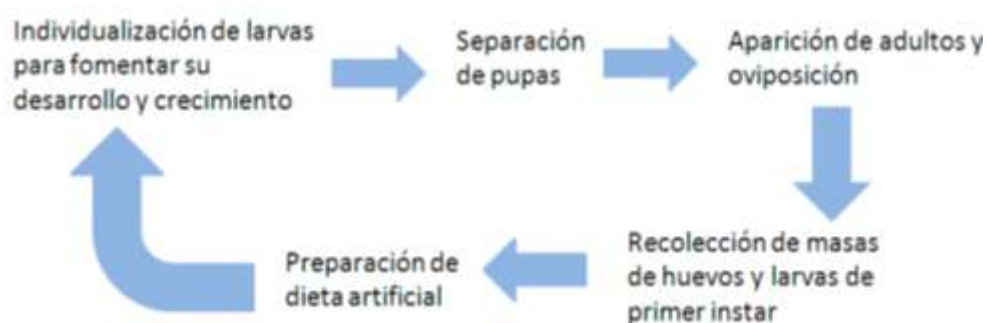 Individualización de larvas
para fomentar su
desarrollo y crecimiento
Separación
de pupas
Aparición de adultos y
oviposición
Recolección de masas
de huevos y larvas de
primer instar
Preparación de
dieta artificial